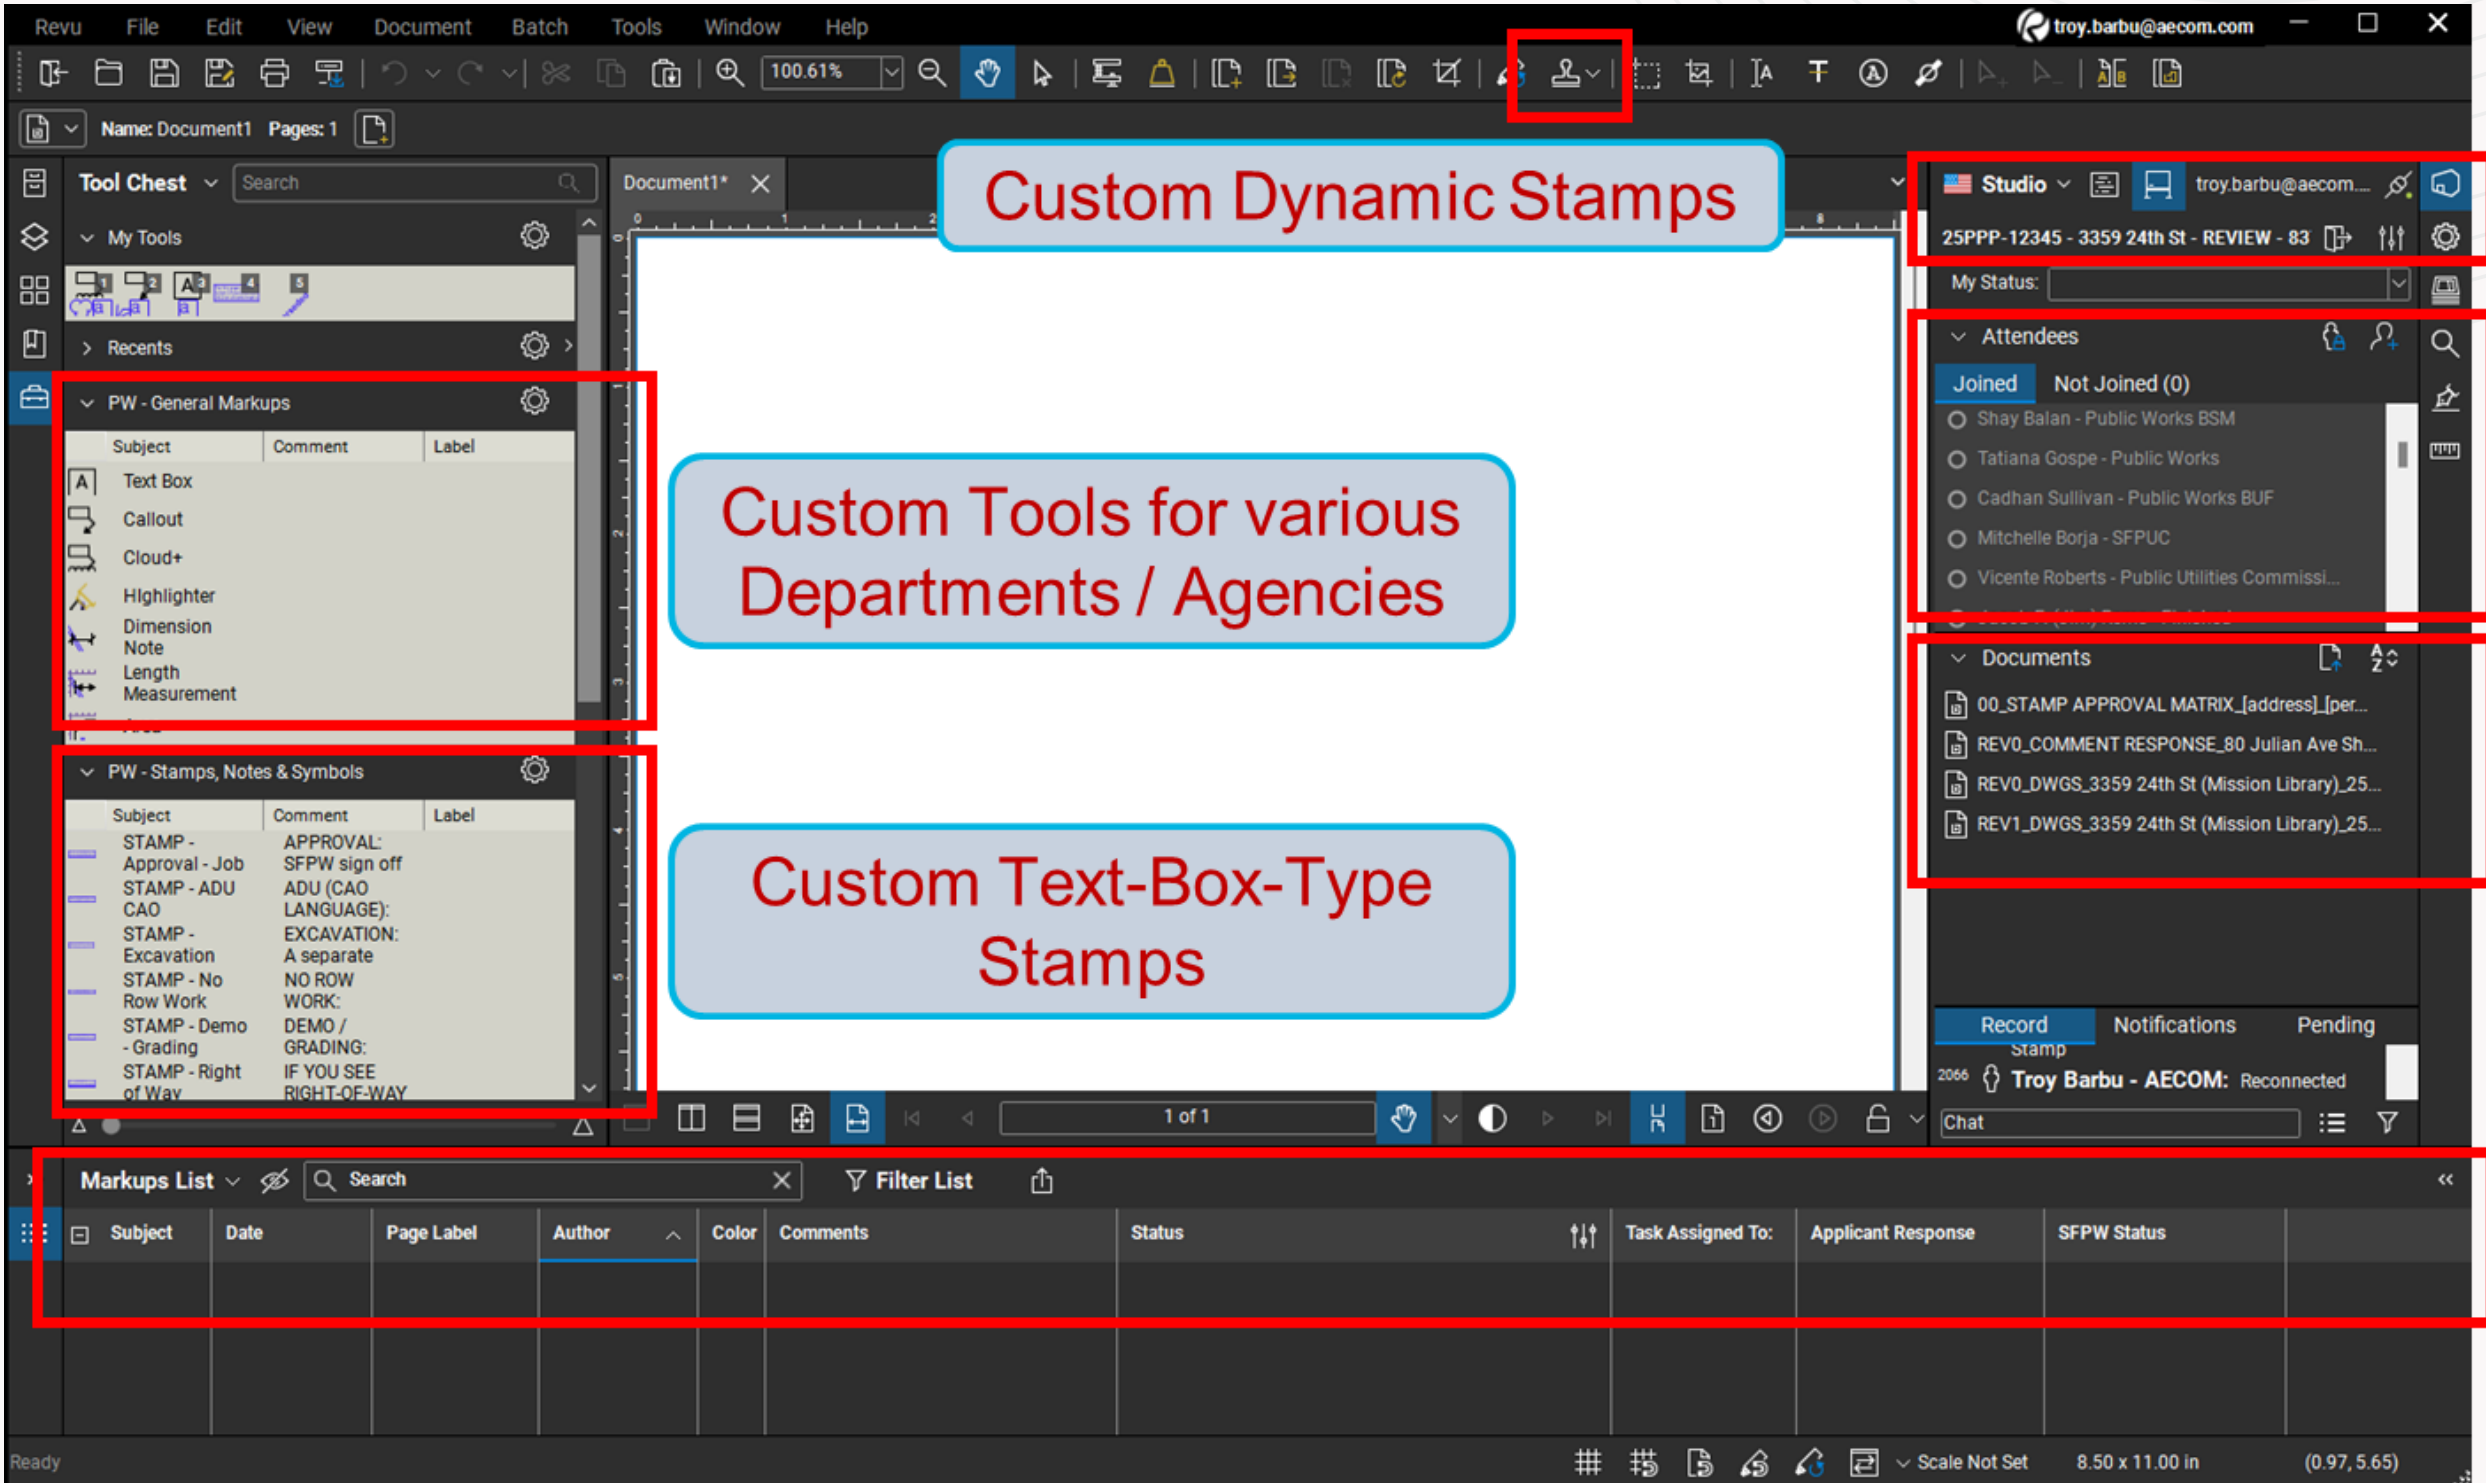 Revu File Edit View Document Batch Tools Window Help troy.barbu@aecom.com
100.61%
Name: Document1 Pages: 1
Tool Chest Search
My Tools
1 2 3 4 5
Recents
PW - General Markups
Subject Comment Label
Text Box
Callout
Cloud+
HIghlighter
Dimension
Note
Length
Measurement
PW - Stamps, Notes & Symbols
Subject Comment Label
STAMP - APPROVAL:
Approval - Job SFPW sign off
STAMP - ADU ADU (CAO
CAO LANGUAGE):
STAMP - EXCAVATION:
Excavation A separate
STAMP - No NO ROW
Row Work WORK:
STAMP - Demo DEMO /
- Grading GRADING:
STAMP - Right IF YOU SEE
of Way RIGHT-OF-WAY
Document1*
Custom Dynamic Stamps
Custom Tools for various
Departments / Agencies
Custom Text-Box-Type
Stamps
1 of 1
Studio troy.barbu@aecom....
25PPP-12345 - 3359 24th St - REVIEW - 83
My Status:
Attendees
Joined Not Joined (0)
Shay Balan - Public Works BSM
Tatiana Gospe - Public Works
Cadhan Sullivan - Public Works BUF
Mitchelle Borja - SFPUC
Vicente Roberts - Public Utilities Commissi...
Documents
00_STAMP APPROVAL MATRIX_[address]_[per...
REV0_COMMENT RESPONSE_80 Julian Ave Sh...
REV0_DWGS_3359 24th St (Mission Library)_25...
REV1_DWGS_3359 24th St (Mission Library)_25...
Record Notifications Pending
Stamp
2066 Troy Barbu - AECOM: Reconnected
Chat
Markups List Search Filter List
Subject Date Page Label Author Color Comments Status Task Assigned To: Applicant Response SFPW Status
Ready Scale Not Set 8.50 x 11.00 in (0.97, 5.65)